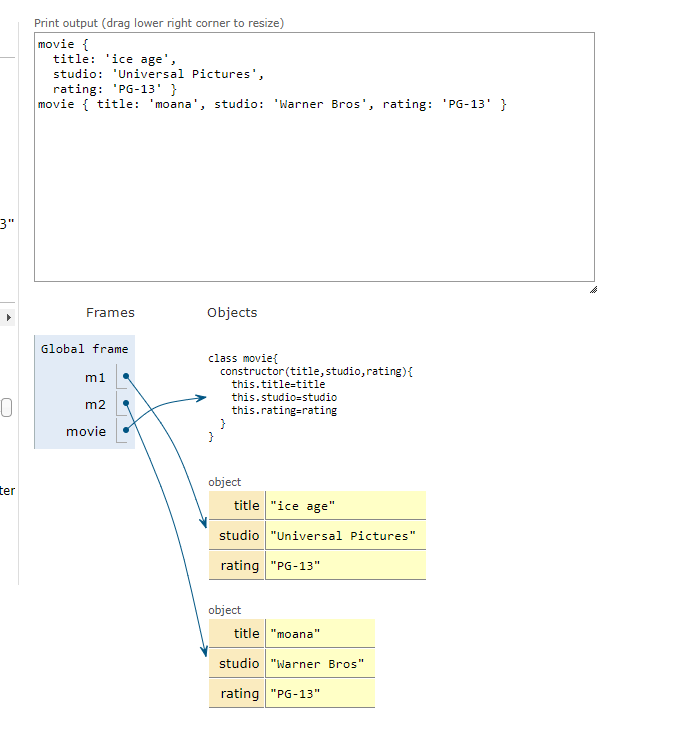 Print output (drag lower right corner to resize)
movie {
  title: 'ice age',
  studio: 'Universal Pictures',
  rating: 'PG-13' }
movie { title: 'moana', studio: 'Warner Bros', rating: 'PG-13' }
3"
Frames Objects
Global frame
m1
m2
movie
class movie{
  constructor(title,studio,rating){
    this.title=title
    this.studio=studio
    this.rating=rating
  }
}
ter
object
title "ice age"
studio "Universal Pictures"
rating "PG-13"
object
title "moana"
studio "Warner Bros"
rating "PG-13"